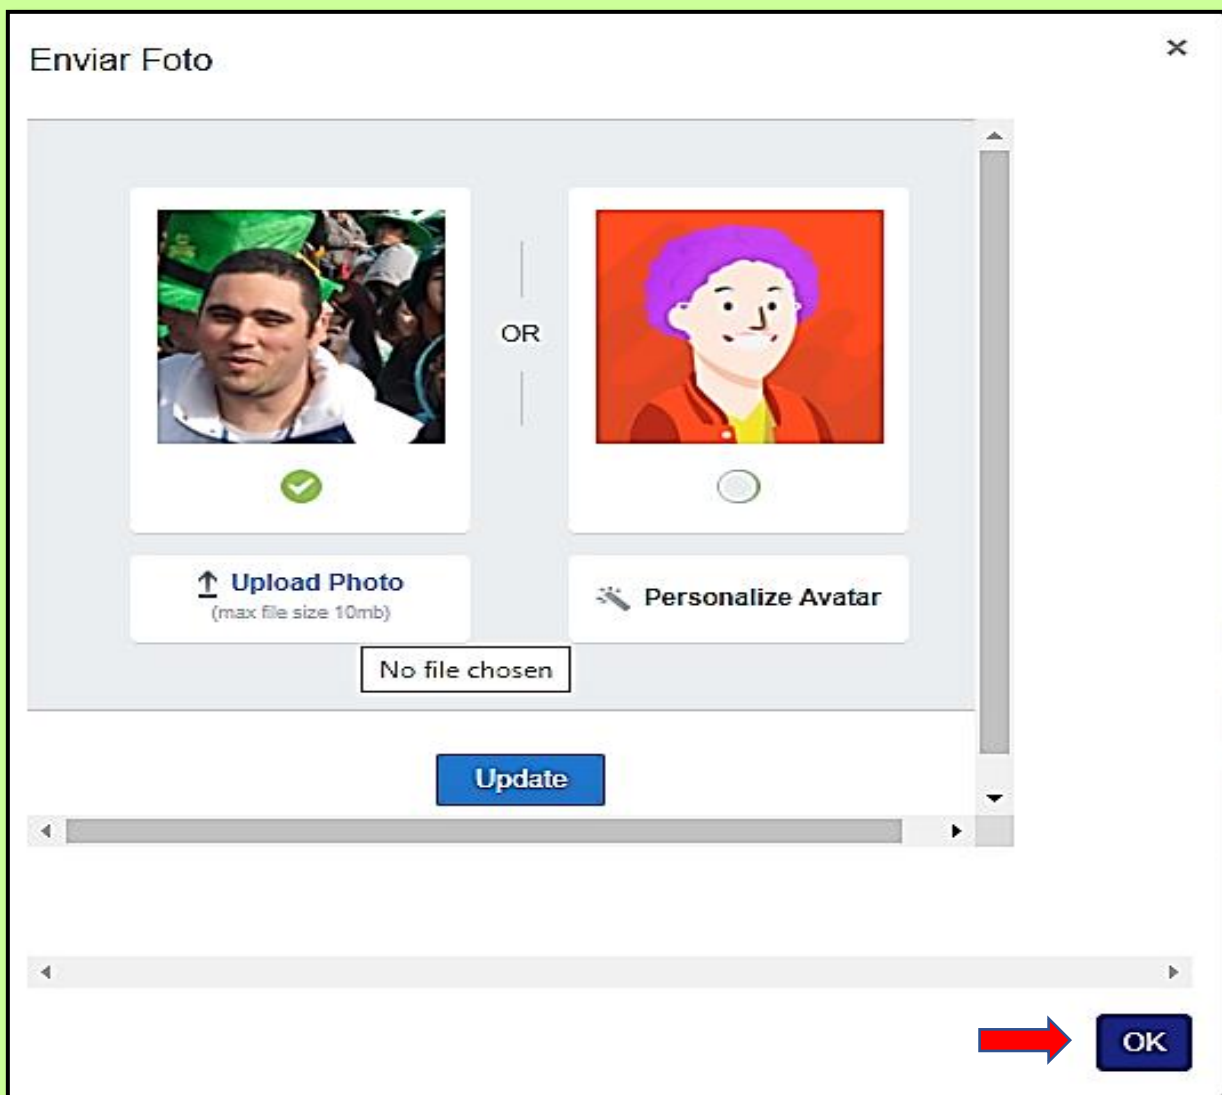 Enviar Foto
OR
Upload Photo
(max file size 10mb)
Personalize Avatar
No file chosen
Update
OK